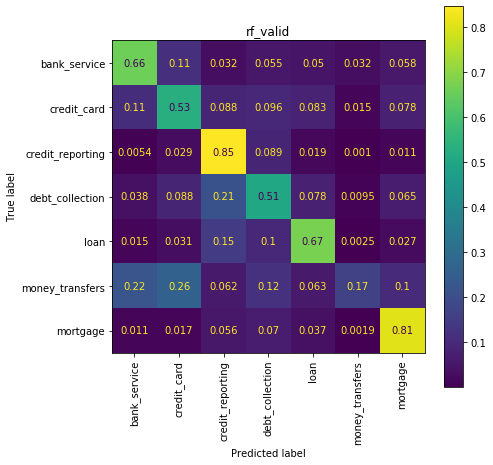 rf_valid
True label
bank_service 0.66 0.11 0.032 0.055 0.05 0.032 0.058
credit_card 0.11 0.53 0.088 0.096 0.083 0.015 0.078
credit_reporting 0.0054 0.029 0.85 0.089 0.019 0.001 0.011
debt_collection 0.038 0.088 0.21 0.51 0.078 0.0095 0.065
loan 0.015 0.031 0.15 0.1 0.67 0.0025 0.027
money_transfers 0.22 0.26 0.062 0.12 0.063 0.17 0.1
mortgage 0.011 0.017 0.056 0.07 0.037 0.0019 0.81
bank_service
credit_card
credit_reporting
debt_collection
loan
money_transfers
mortgage
Predicted label
0.8
0.7
0.6
0.5
0.4
0.3
0.2
0.1